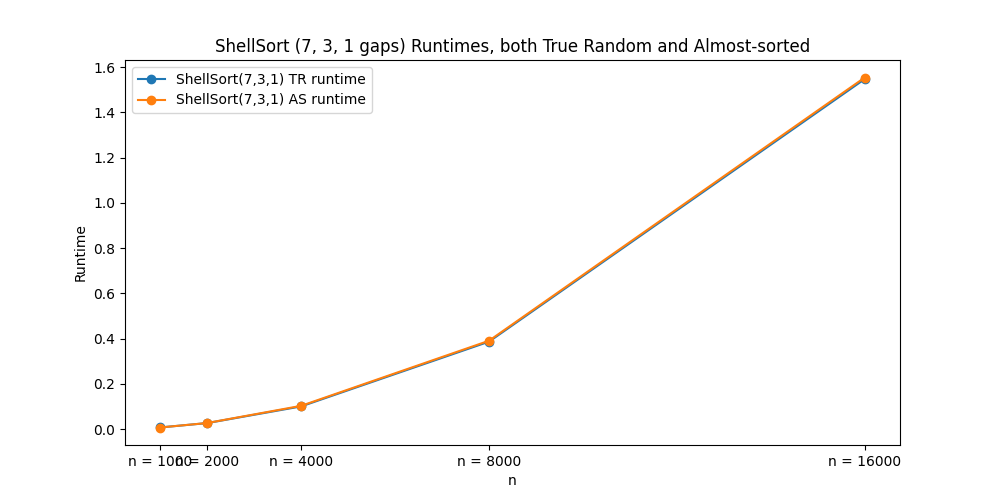 ShellSort (7, 3, 1 gaps) Runtimes, both True Random and Almost-sorted
ShellSort(7,3,1) TR runtime
ShellSort(7,3,1) AS runtime
Runtime
1.6
1.4
1.2
1.0
0.8
0.6
0.4
0.2
0.0
n = 1000
n = 2000
n = 4000
n = 8000
n = 16000
n